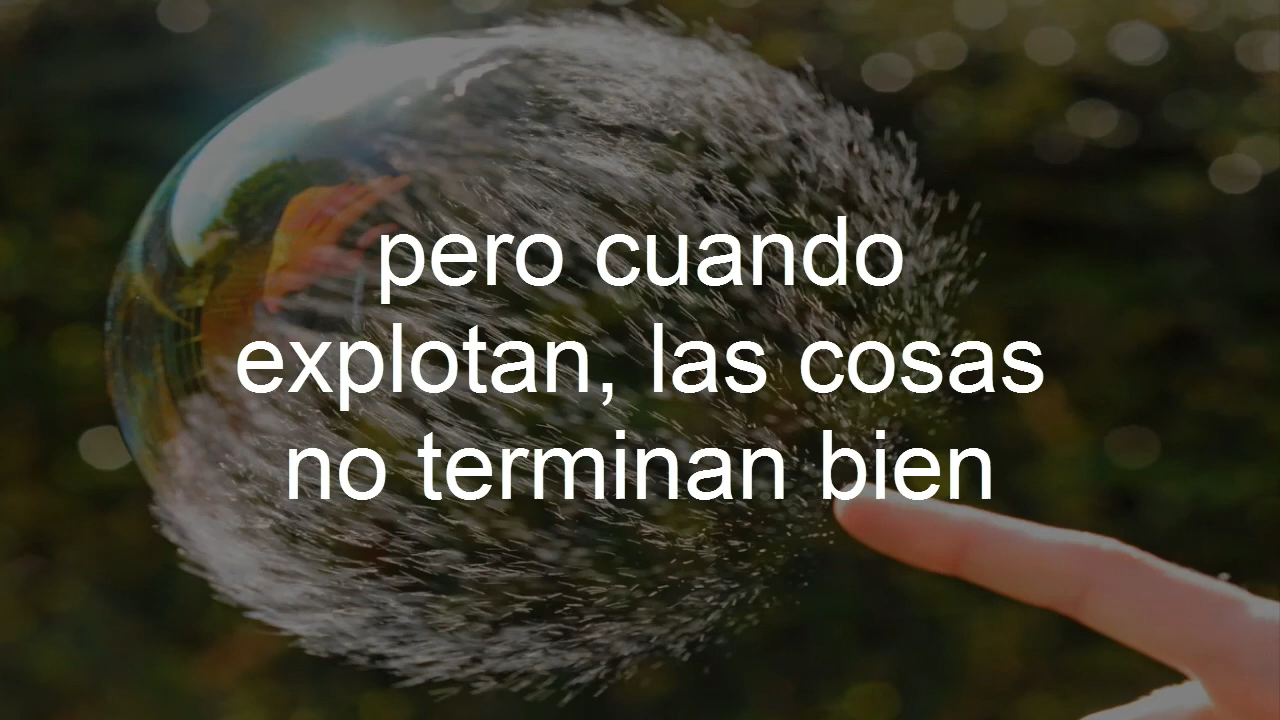 pero cuando
explotan, las cosas
no terminan bien